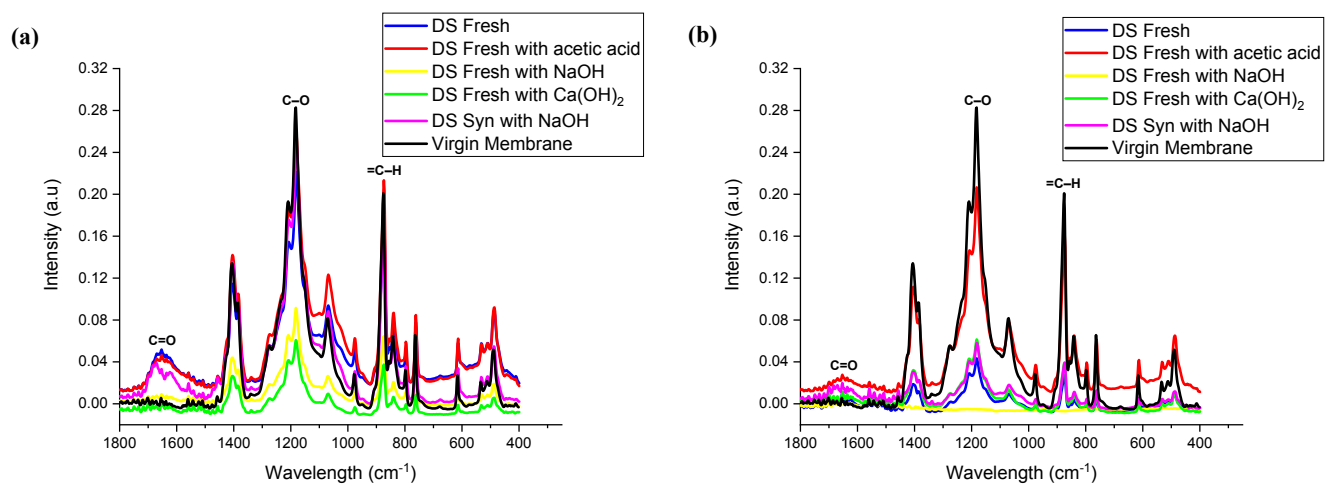 (a)
DS Fresh
DS Fresh with acetic acid
DS Fresh with NaOH
DS Fresh with Ca(OH)₂
DS Syn with NaOH
Virgin Membrane
0.32
0.28
0.24
0.20
0.16
0.12
0.08
0.04
0.00
Intensity (a.u)
C–O
=C–H
C=O
1800 1600 1400 1200 1000 800 600 400
Wavelength (cm⁻¹)
(b)
DS Fresh
DS Fresh with acetic acid
DS Fresh with NaOH
DS Fresh with Ca(OH)₂
DS Syn with NaOH
Virgin Membrane
0.32
0.28
0.24
0.20
0.16
0.12
0.08
0.04
0.00
Intensity (a.u)
C–O
=C–H
C=O
1800 1600 1400 1200 1000 800 600 400
Wavelength (cm⁻¹)